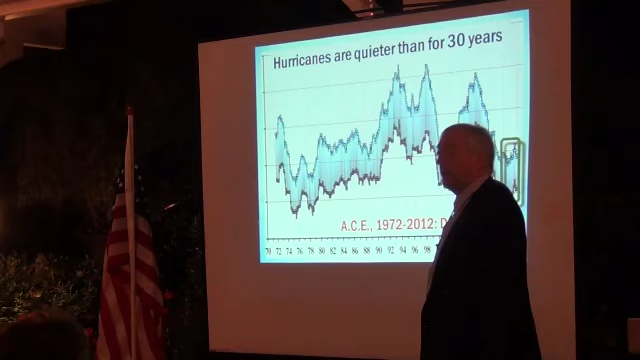 Hurricanes are quieter than for 30 years
A.C.E., 1972-2012:
70 72 74 76 78 80 82 84 86 88 90 92 94 96 98